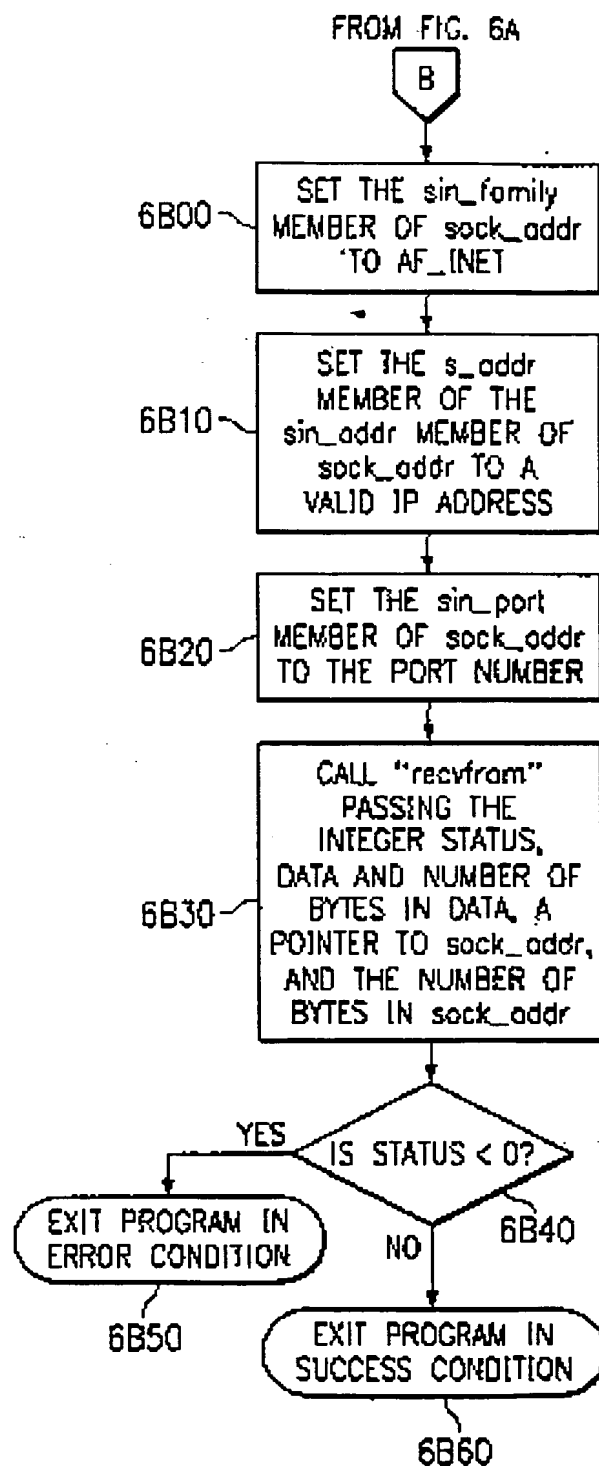 FROM FIG. 6A
B
6B00
SET THE sin_family
MEMBER OF sock_addr
'TO AF_INET
6B10
SET THE s_addr
MEMBER OF THE
sin_addr MEMBER OF
sock_addr TO A
VALID IP ADDRESS
6B20
SET THE sin_port
MEMBER OF sock_addr
TO THE PORT NUMBER
6B30
CALL "recvfrom"
PASSING THE
INTEGER STATUS,
DATA AND NUMBER OF
BYTES IN DATA, A
POINTER TO sock_addr,
AND THE NUMBER OF
BYTES IN sock_addr
YES
IS STATUS < 0?
6B40
EXIT PROGRAM IN
ERROR CONDITION
6B50
NO
EXIT PROGRAM IN
SUCCESS CONDITION
6B60